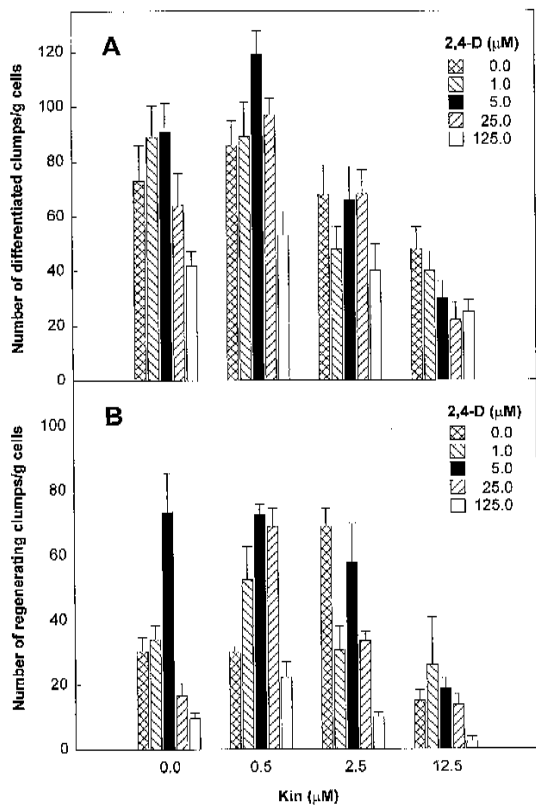 A
2,4-D (µM)
0.0
1.0
5.0
25.0
125.0
Number of differentiated clumps/g cells
120
100
80
60
40
20
0
B
2,4-D (µM)
0.0
1.0
5.0
25.0
125.0
Number of regenerating clumps/g cells
100
80
60
40
20
0
0.0 0.5 2.5 12.5
Kin (µM)